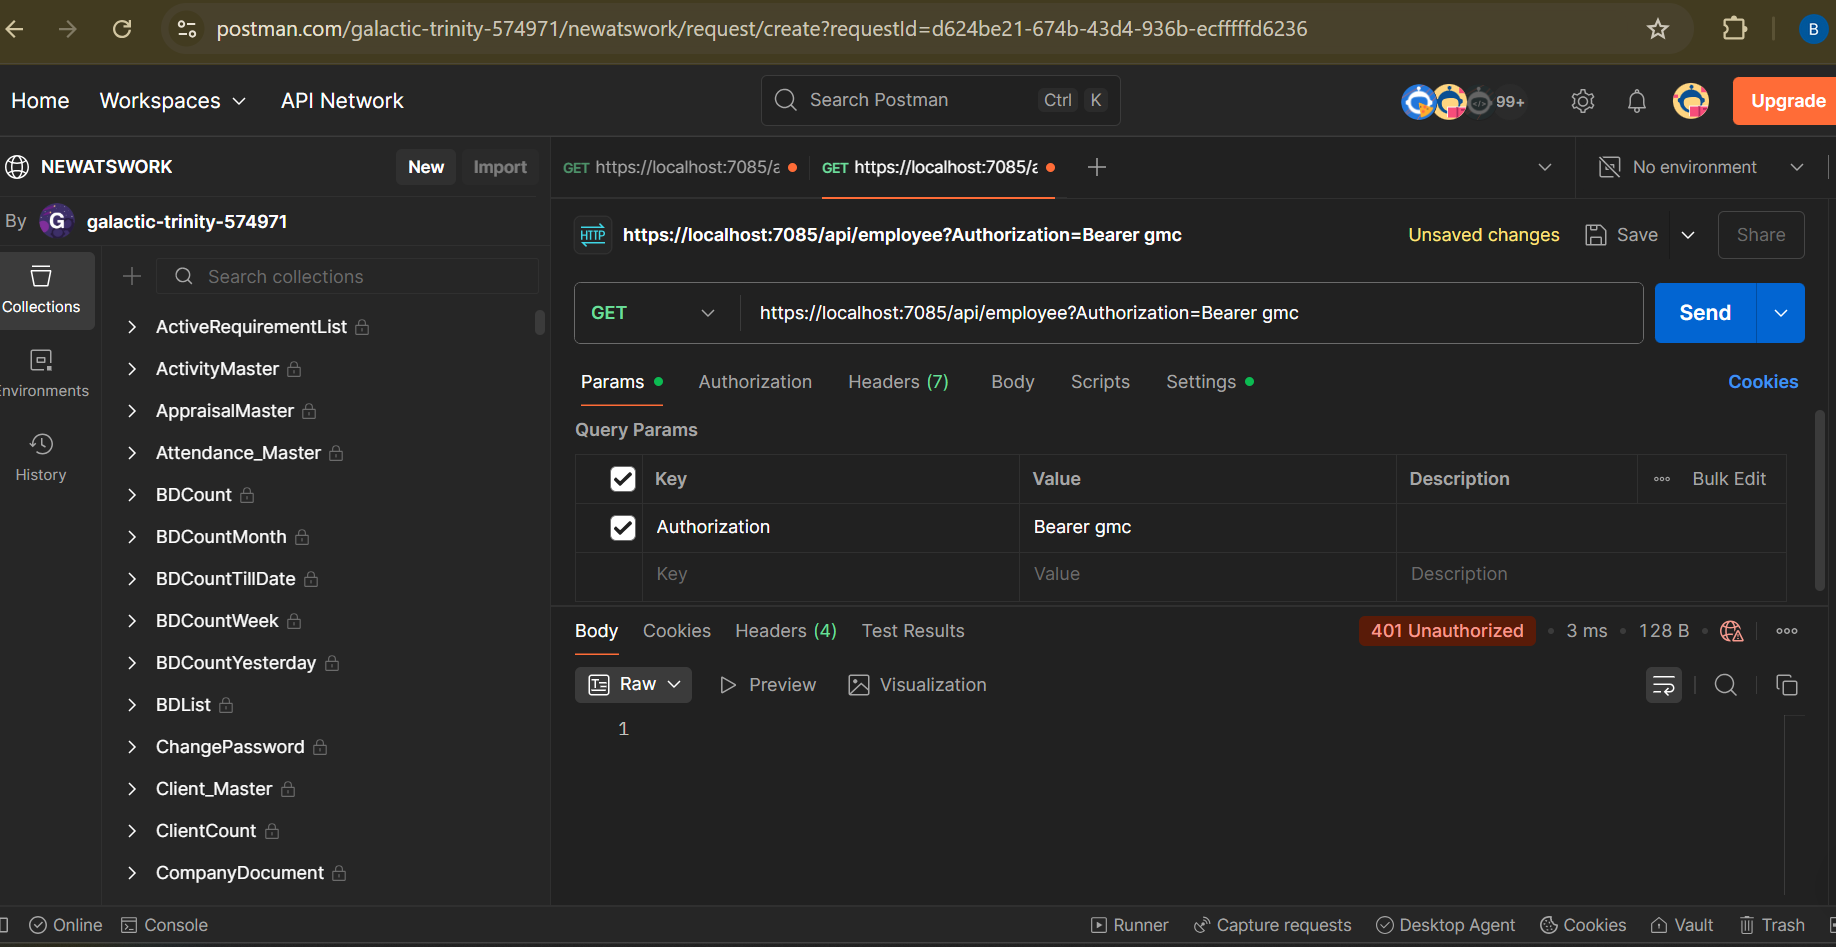 postman.com/galactic-trinity-574971/newatswork/request/create?requestId=d624be21-674b-43d4-936b-ecfffffd6236
B
Home Workspaces API Network
Search Postman Ctrl K
99+
Upgrade
NEWATSWORK New Import
By G galactic-trinity-574971
GET https://localhost:7085/a GET https://localhost:7085/a
No environment
HTTP https://localhost:7085/api/employee?Authorization=Bearer gmc
Unsaved changes Save Share
Collections
Search collections
nvironments
History
ActiveRequirementList
ActivityMaster
AppraisalMaster
Attendance_Master
BDCount
BDCountMonth
BDCountTillDate
BDCountWeek
BDCountYesterday
BDList
ChangePassword
Client_Master
ClientCount
CompanyDocument
GET https://localhost:7085/api/employee?Authorization=Bearer gmc Send
Params Authorization Headers (7) Body Scripts Settings Cookies
Query Params
Key Value Description Bulk Edit
Authorization Bearer gmc
Key Value Description
Body Cookies Headers (4) Test Results 401 Unauthorized 3 ms 128 B
Raw Preview Visualization
1
Online Console Runner Capture requests Desktop Agent Cookies Vault Trash